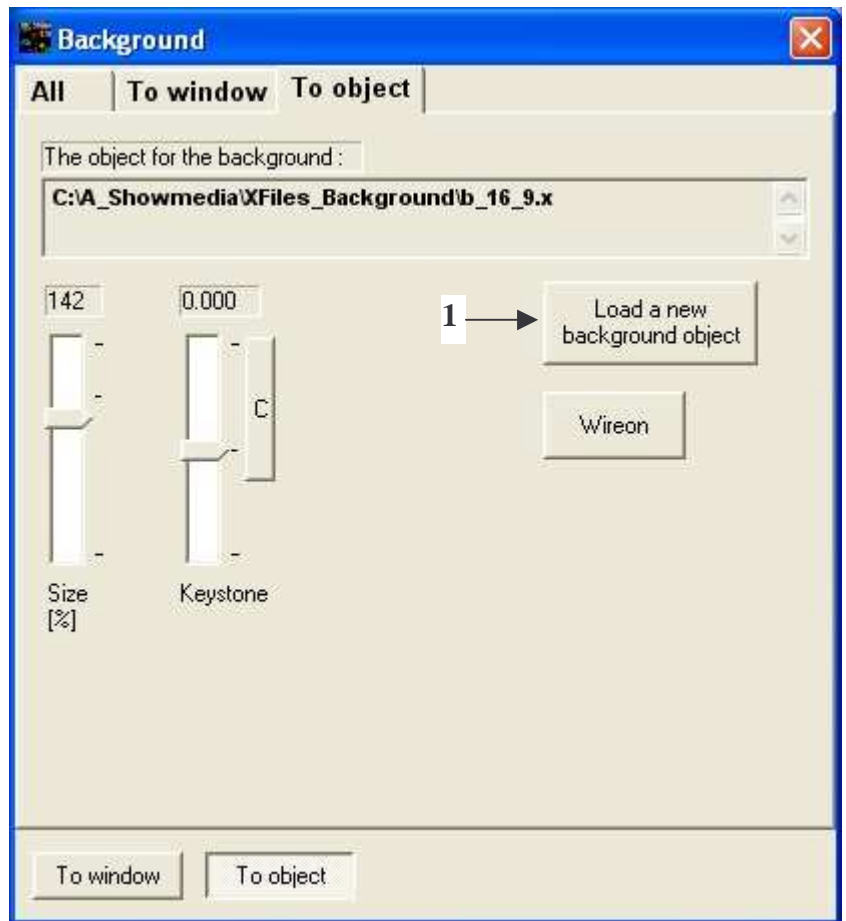 Background
All To window To object
The object for the background :
C:\A_Showmedia\XFiles_Background\b_16_9.x
142 0.000
1
Load a new
background object
C
Wireon
Size
[%]
Keystone
To window To object